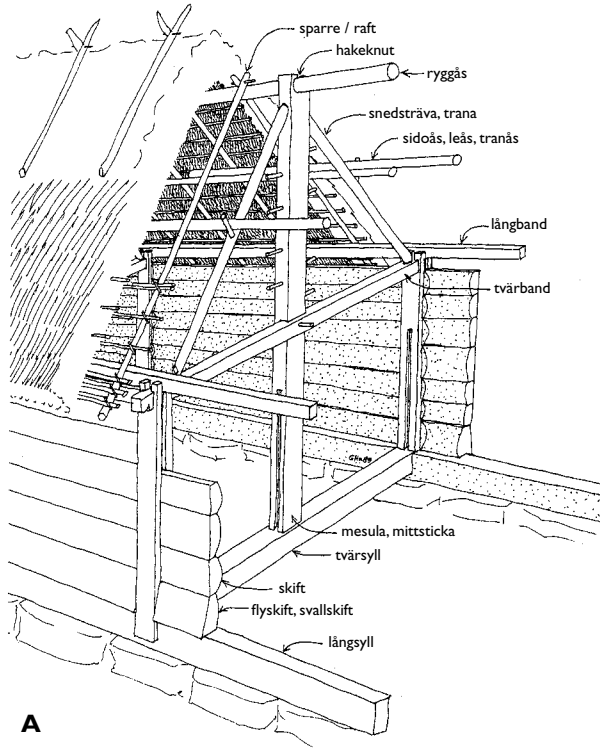 sparre / raft
hakeknut
ryggås
snedsträva, trana
sidoås, leås, tranås
långband
tvärband
mesula, mittsticka
tvärsyll
skift
flyskift, svallskift
långsyll
A